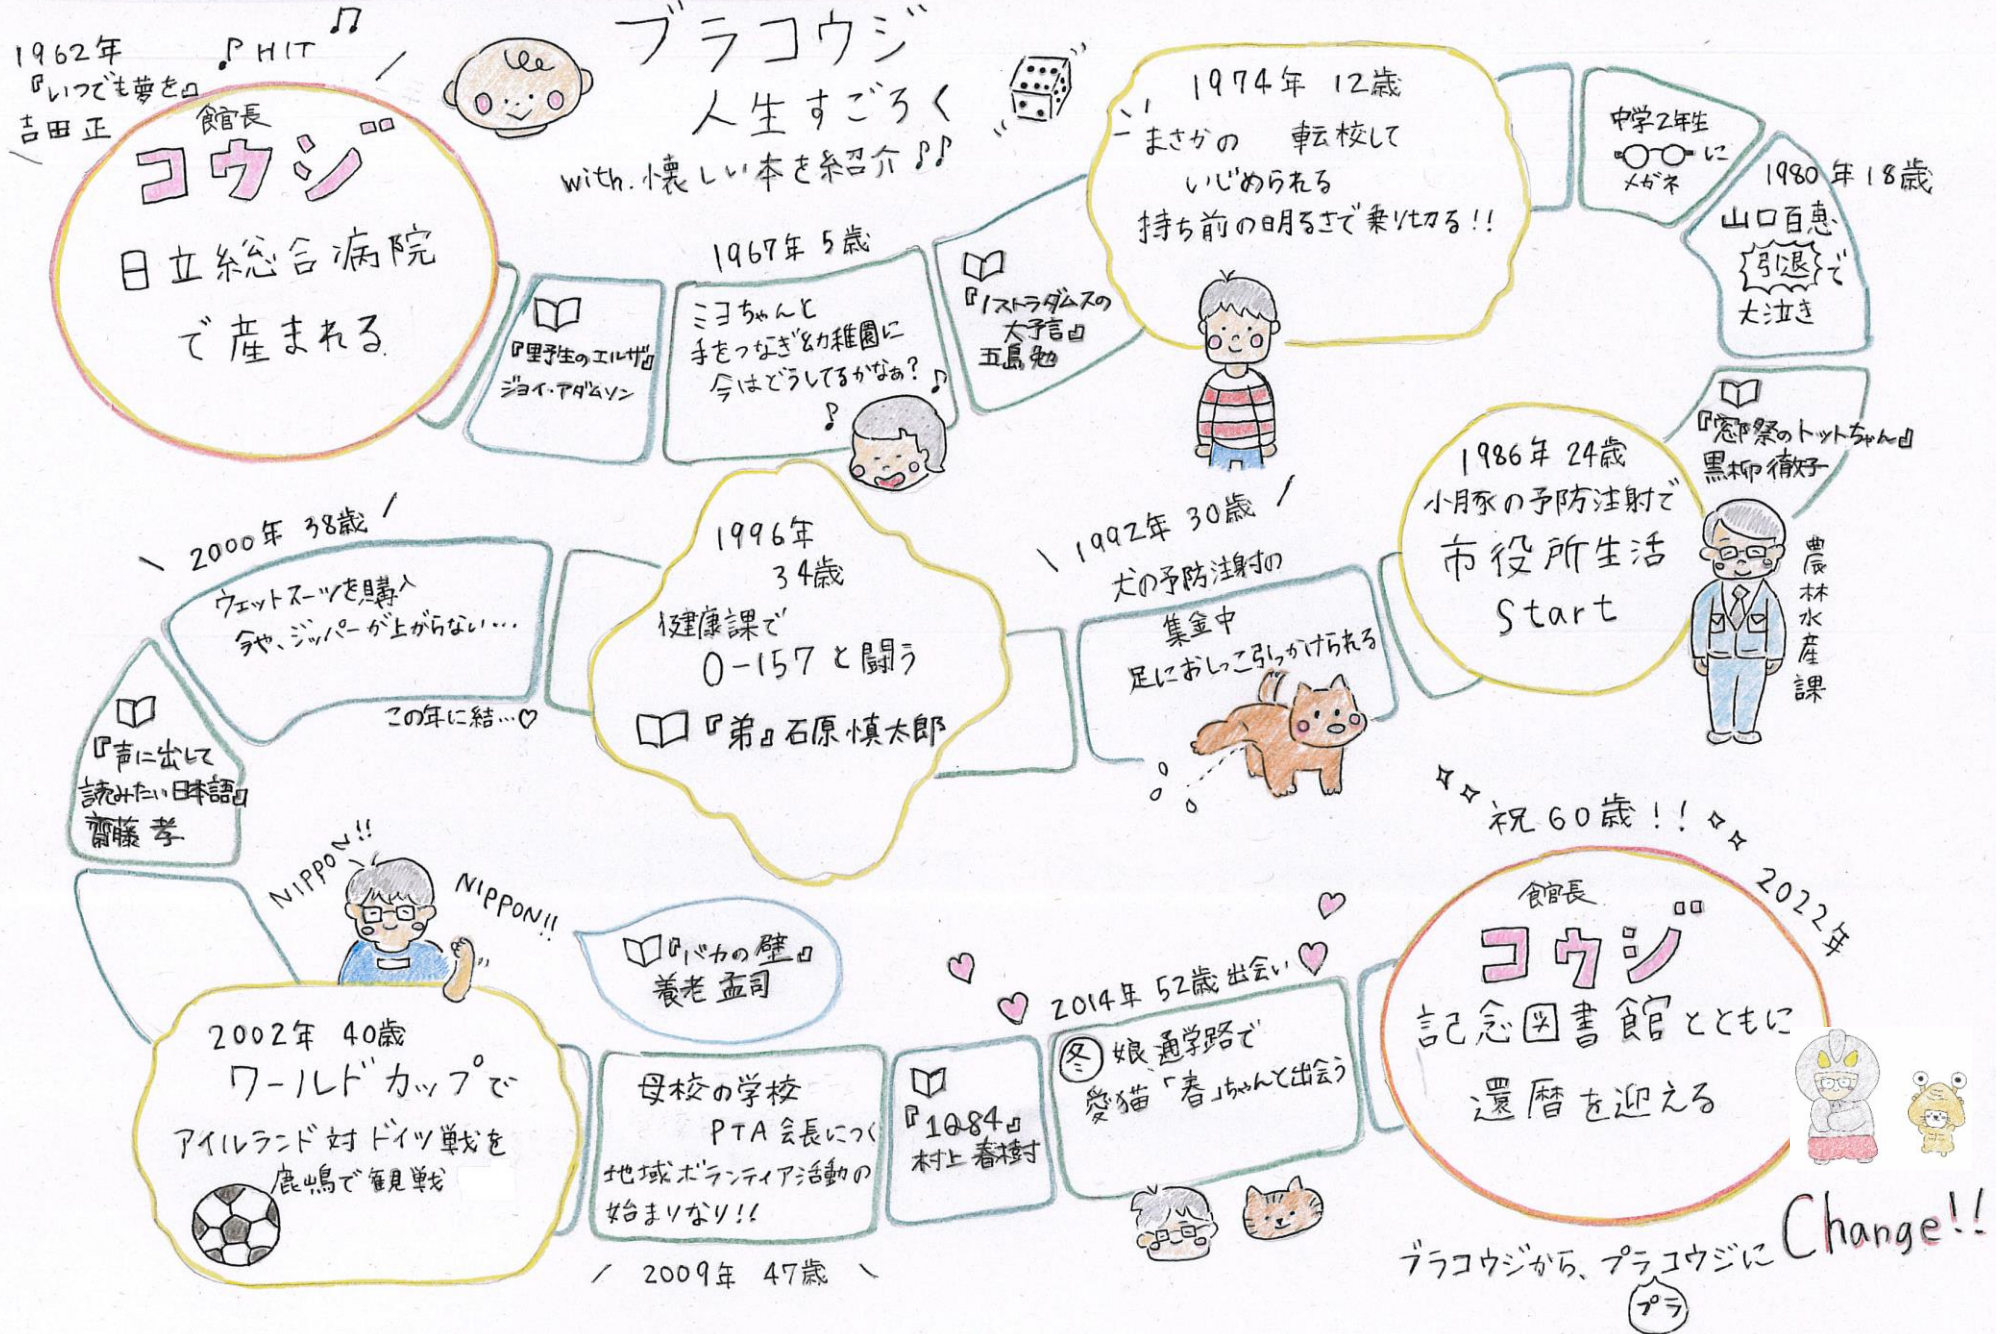 ブラコウジ
人生すごろく
with.懐しい本を紹介♪♪
1962年
『いつでも夢を』
吉田正
♪HIT
館長
コウジ
日立総合病院
で産まれる
『野生のエルザ』
ジョイ・アダムソン
1967年 5歳
ミヨちゃんと
手をつなぎ幼稚園に
今はどうしてるかなぁ?
『ノストラダムスの
大予言』
五島勉
1974年 12歳
まさかの 転校して
いじめられる
持ち前の明るさで乗り切る!!
中学2年生
に
メガネ
1980年18歳
山口百恵
引退で
大泣き
『窓際のトットちゃん』
黒柳徹子
1986年 24歳
小豚の予防注射で
市役所生活
Start
農林水産課
1992年 30歳
犬の予防注射の
集金中
足におしっこ引っかけられる
1996年
34歳
健康課で
O-157と闘う
『弟』石原慎太郎
2000年 38歳
ウェットスーツを購入
今や、ジッパーが上がらない…
この年に結…♡
『声に出して
読みたい日本語』
齋藤 孝
NIPPON!!
NIPPON!!
2002年 40歳
ワールドカップで
アイルランド対ドイツ戦を
鹿嶋で観戦
『バカの壁』
養老孟司
母校の学校
PTA会長につく
地域ボランティア活動の
始まりなり!!
2009年 47歳
『1Q84』
村上春樹
2014年 52歳出会い
冬 娘通学路で
愛猫「春」ちゃんと出会う
祝60歳!!
2022年
館長
コウジ
記念図書館とともに
還暦を迎える
ブラコウジから、プラコウジに Change!!
プラ